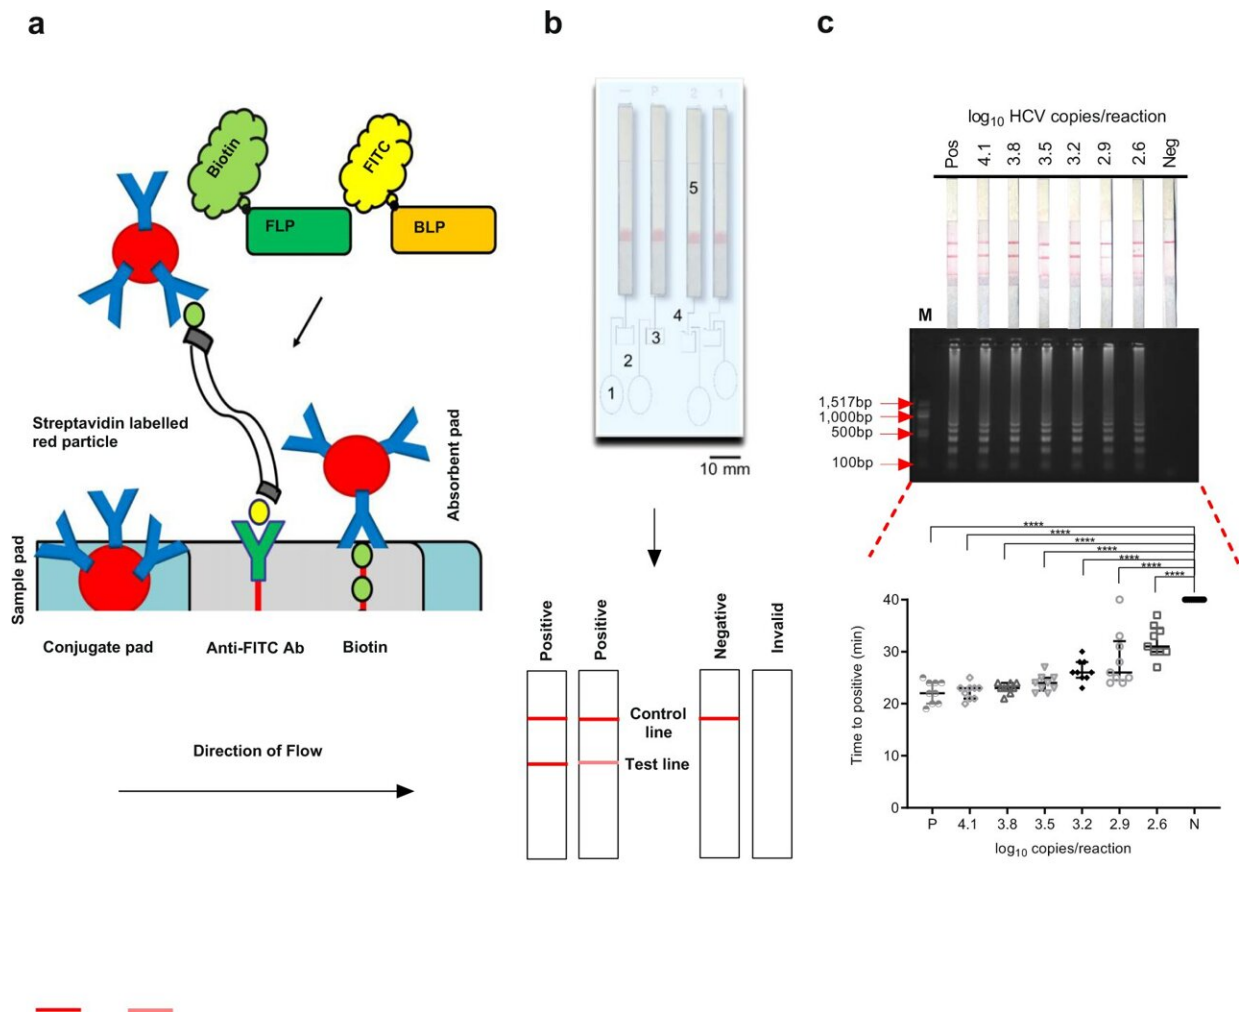 a
Biotin
FITC
FLP
BLP
Streptavidin labelled
red particle
Absorbent pad
Sample pad
Conjugate pad
Anti-FITC Ab
Biotin
Direction of Flow
b
P
2
1
5
4
3
2
1
10 mm
Positive
Positive
Negative
Invalid
Control
line
Test line
c
log10 HCV copies/reaction
Pos
4.1
3.8
3.5
3.2
2.9
2.6
Neg
M
1,517bp
1,000bp
500bp
100bp
****
****
****
****
****
****
****
Time to positive (min)
40
30
20
10
0
P
4.1
3.8
3.5
3.2
2.9
2.6
N
log10 copies/reaction